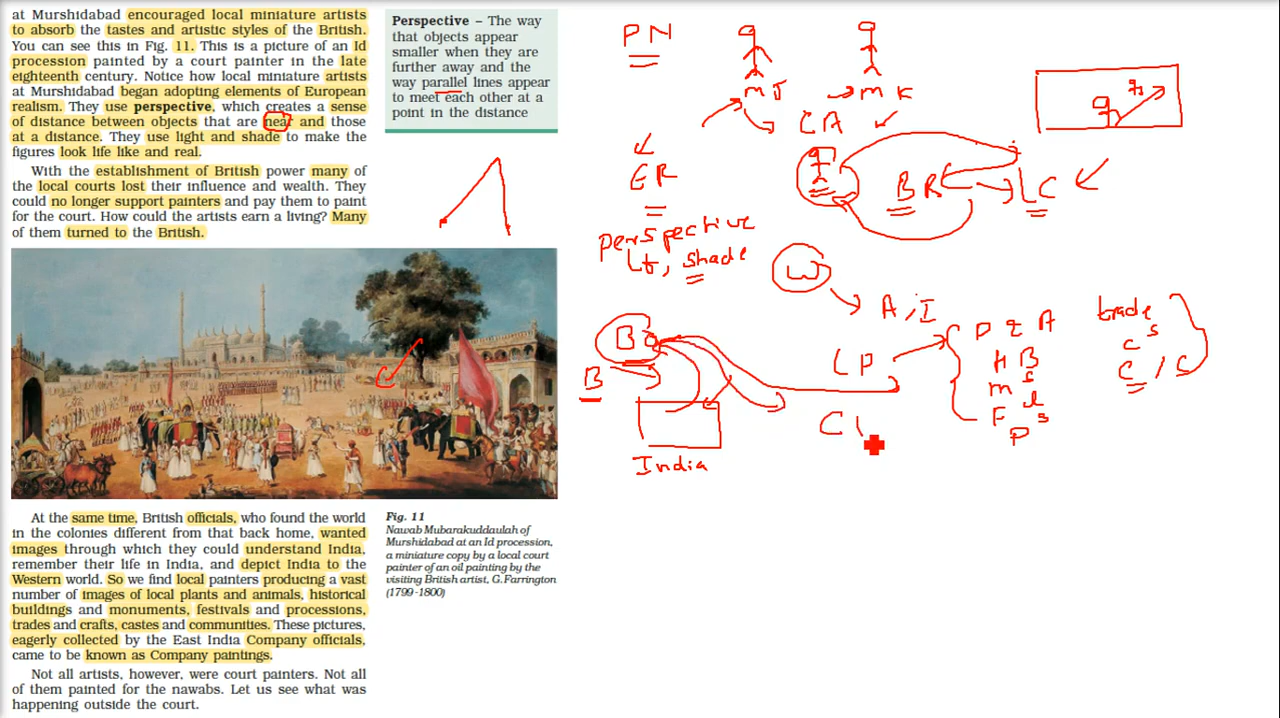 at Murshidabad encouraged local miniature artists
to absorb the tastes and artistic styles of the British.
You can see this in Fig. 11. This is a picture of an Id
procession painted by a court painter in the late
eighteenth century. Notice how local miniature artists
at Murshidabad began adopting elements of European
realism. They use perspective, which creates a sense
of distance between objects that are near and those
at a distance. They use light and shade to make the
figures look life like and real.
With the establishment of British power many of
the local courts lost their influence and wealth. They
could no longer support painters and pay them to paint
for the court. How could the artists earn a living? Many
of them turned to the British.
Perspective – The way
that objects appear
smaller when they are
further away and the
way parallel lines appear
to meet each other at a
point in the distance
At the same time, British officials, who found the world
in the colonies different from that back home, wanted
images through which they could understand India,
remember their life in India, and depict India to the
Western world. So we find local painters producing a vast
number of images of local plants and animals, historical
buildings and monuments, festivals and processions,
trades and crafts, castes and communities. These pictures,
eagerly collected by the East India Company officials,
came to be known as Company paintings.
Not all artists, however, were court painters. Not all
of them painted for the nawabs. Let us see what was
happening outside the court.
Fig. 11
Nawab Mubarakuddaulah of
Murshidabad at an Id procession,
a miniature copy by a local court
painter of an oil painting by the
visiting British artist, G.Farrington
(1799-1800)
PN
MJ MK
CA
ER
BR LC
perspective
Lt, shade
W
A, I
B
B
India
LP
P & A
HB
M
F
P
trade
C
C / C